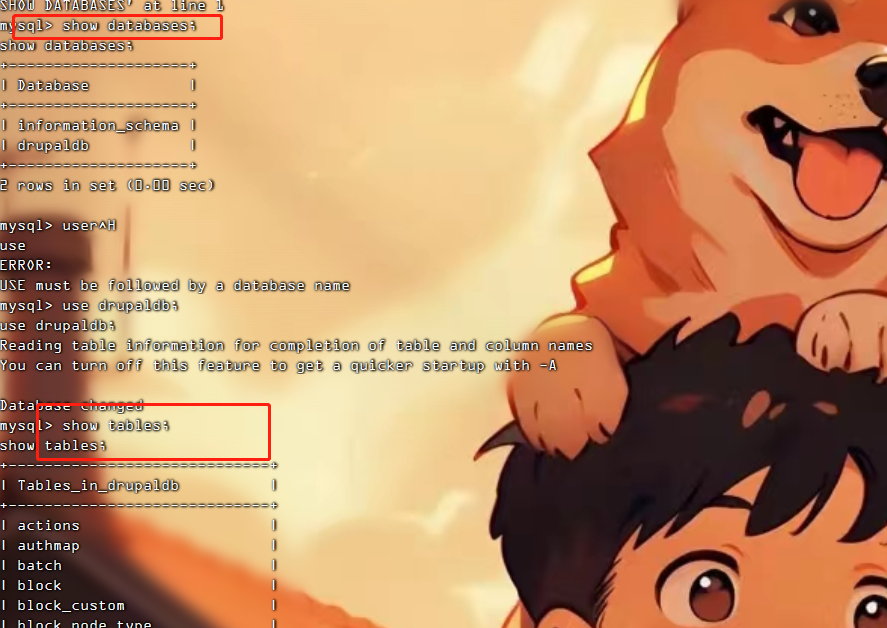 SHOW DATABASES' at line 1
mysql> show databases;
show databases;
+--------------------+
| Database           |
+--------------------+
| information_schema |
| drupaldb           |
+--------------------+
2 rows in set (0.00 sec)
mysql> user^H
use
ERROR:
USE must be followed by a database name
mysql> use drupaldb;
use drupaldb;
Reading table information for completion of table and column names
You can turn off this feature to get a quicker startup with -A
Database changed
mysql> show tables;
show tables;
+-----------------------------+
| Tables_in_drupaldb          |
+-----------------------------+
| actions                     |
| authmap                     |
| batch                       |
| block                       |
| block_custom                |
| block_node_type             |